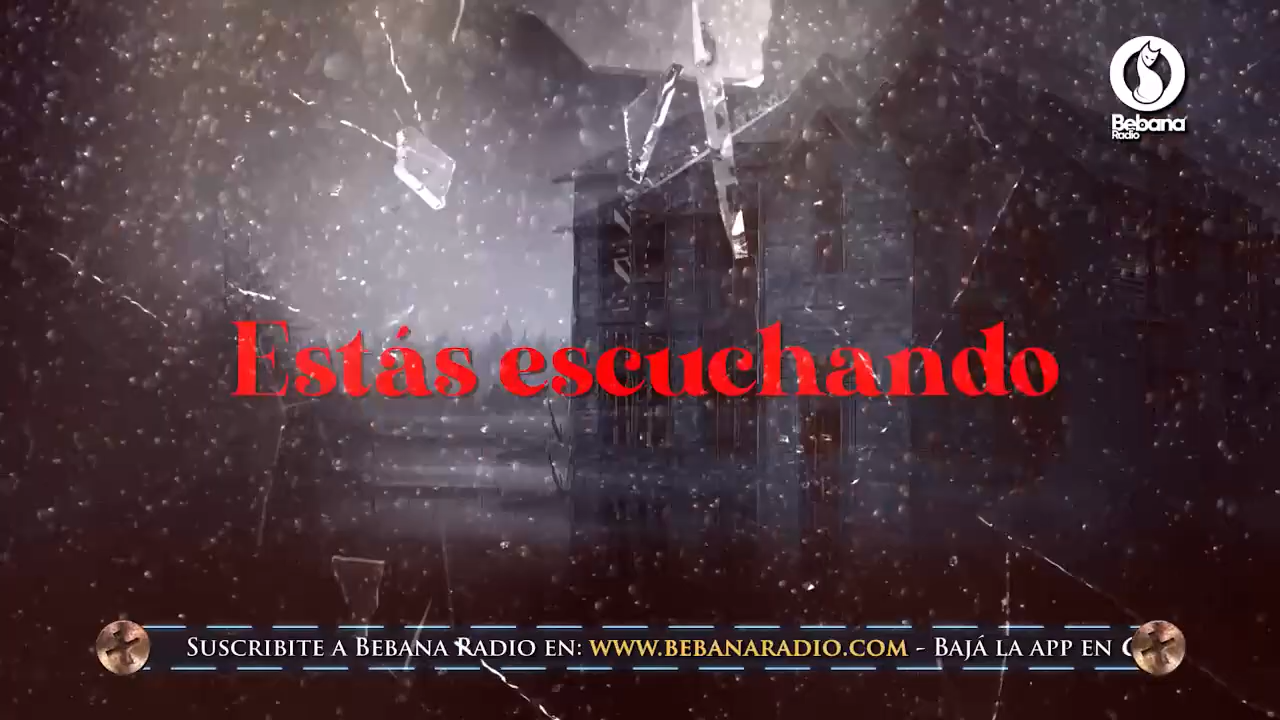 Bebana
Radio
Estás escuchando
SUSCRIBITE A BEBANA RADIO EN: WWW.BEBANARADIO.COM - BAJÁ LA APP EN